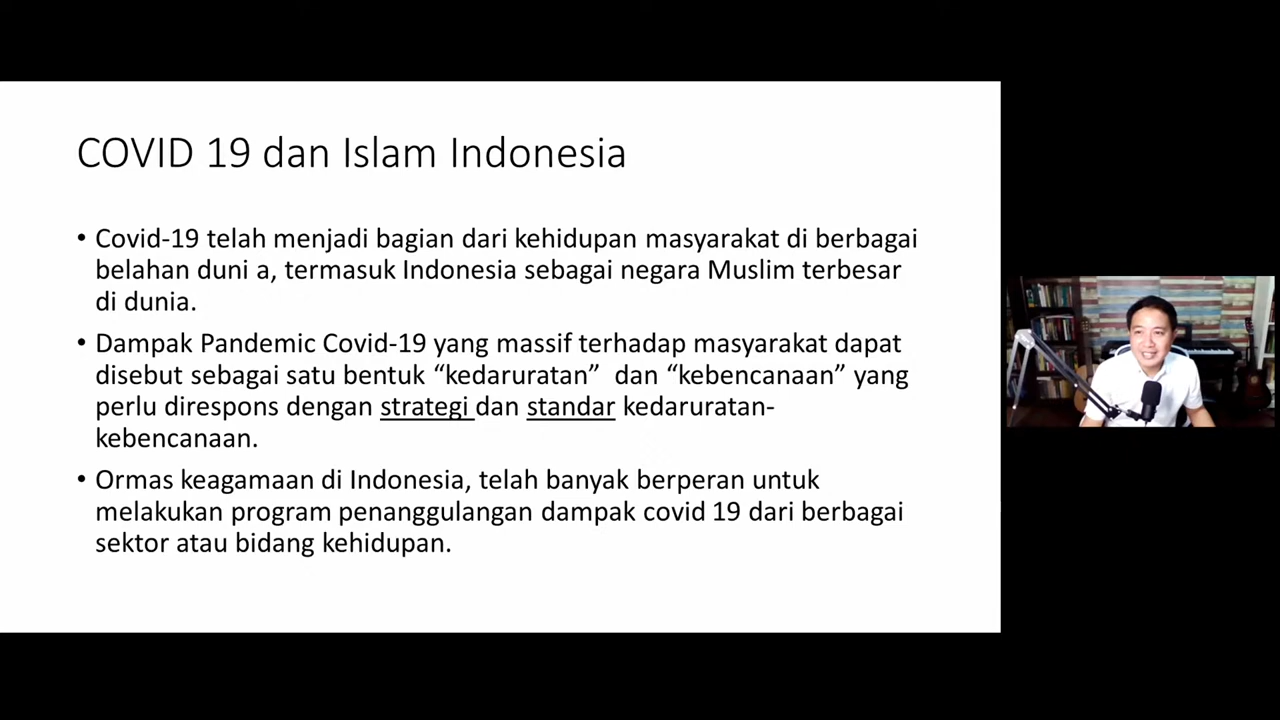 COVID 19 dan Islam Indonesia
• Covid-19 telah menjadi bagian dari kehidupan masyarakat di berbagai
belahan duni a, termasuk Indonesia sebagai negara Muslim terbesar
di dunia.
• Dampak Pandemic Covid-19 yang massif terhadap masyarakat dapat
disebut sebagai satu bentuk “kedaruratan”  dan “kebencanaan” yang
perlu direspons dengan strategi dan standar kedaruratan-
kebencanaan.
• Ormas keagamaan di Indonesia, telah banyak berperan untuk
melakukan program penanggulangan dampak covid 19 dari berbagai
sektor atau bidang kehidupan.